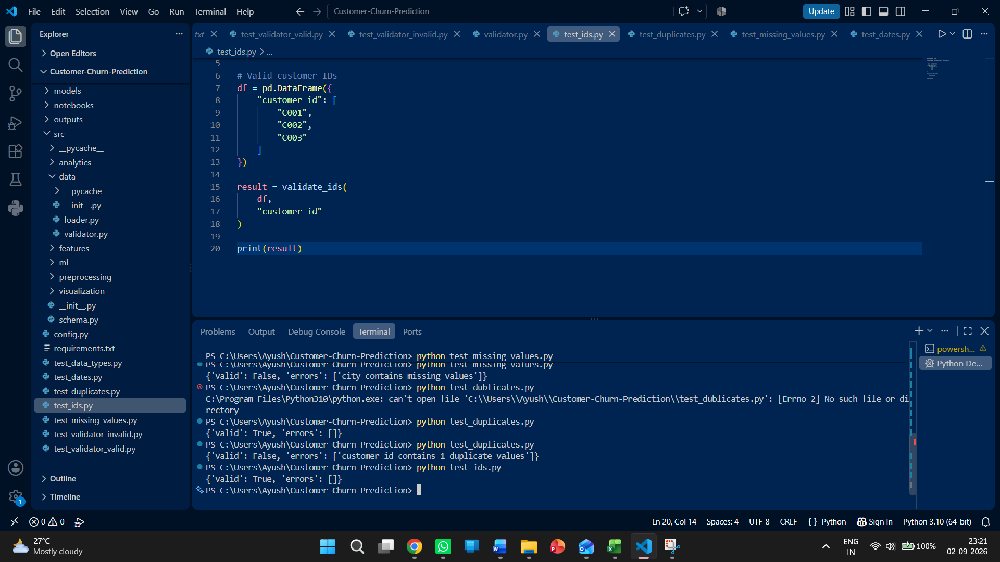 File Edit Selection View Go Run Terminal Help
Customer-Churn-Prediction
Update
Explorer
Open Editors
Customer-Churn-Prediction
models
notebooks
outputs
src
__pycache__
analytics
data
__pycache__
__init__.py
loader.py
validator.py
features
ml
preprocessing
visualization
__init__.py
schema.py
config.py
requirements.txt
test_data_types.py
test_dates.py
test_duplicates.py
test_ids.py
test_missing_values.py
test_validator_invalid.py
test_validator_valid.py
Outline
Timeline
1
.txt test_validator_valid.py test_validator_invalid.py validator.py test_ids.py test_duplicates.py test_missing_values.py test_dates.py
test_ids.py > ...
5
6 # Valid customer IDs
7 df = pd.DataFrame({
8 "customer_id": [
9 "C001",
10 "C002",
11 "C003"
12 ]
13 })
14
15 result = validate_ids(
16 df,
17 "customer_id"
18 )
19
20 print(result)
Problems Output Debug Console Terminal Ports
powersh...
Python De...
PS C:\Users\Ayush\Customer-Churn-Prediction> python test_missing_values.py
PS C:\Users\Ayush\Customer-Churn-Prediction> python test_missing_values.py
{'valid': False, 'errors': ['city contains missing values']}
PS C:\Users\Ayush\Customer-Churn-Prediction> python test_dublicates.py
C:\Program Files\Python310\python.exe: can't open file 'C:\\Users\\Ayush\\Customer-Churn-Prediction\\test_dublicates.py': [Errno 2] No such file or di
rectory
PS C:\Users\Ayush\Customer-Churn-Prediction> python test_duplicates.py
{'valid': True, 'errors': []}
PS C:\Users\Ayush\Customer-Churn-Prediction> python test_duplicates.py
{'valid': False, 'errors': ['customer_id contains 1 duplicate values']}
PS C:\Users\Ayush\Customer-Churn-Prediction> python test_ids.py
{'valid': True, 'errors': []}
PS C:\Users\Ayush\Customer-Churn-Prediction>
0 0
Ln 20, Col 14 Spaces: 4 UTF-8 CRLF {} Python Sign In Python 3.10 (64-bit)
27°C
Mostly cloudy
ENG
IN
100%
23:21
02-09-2026